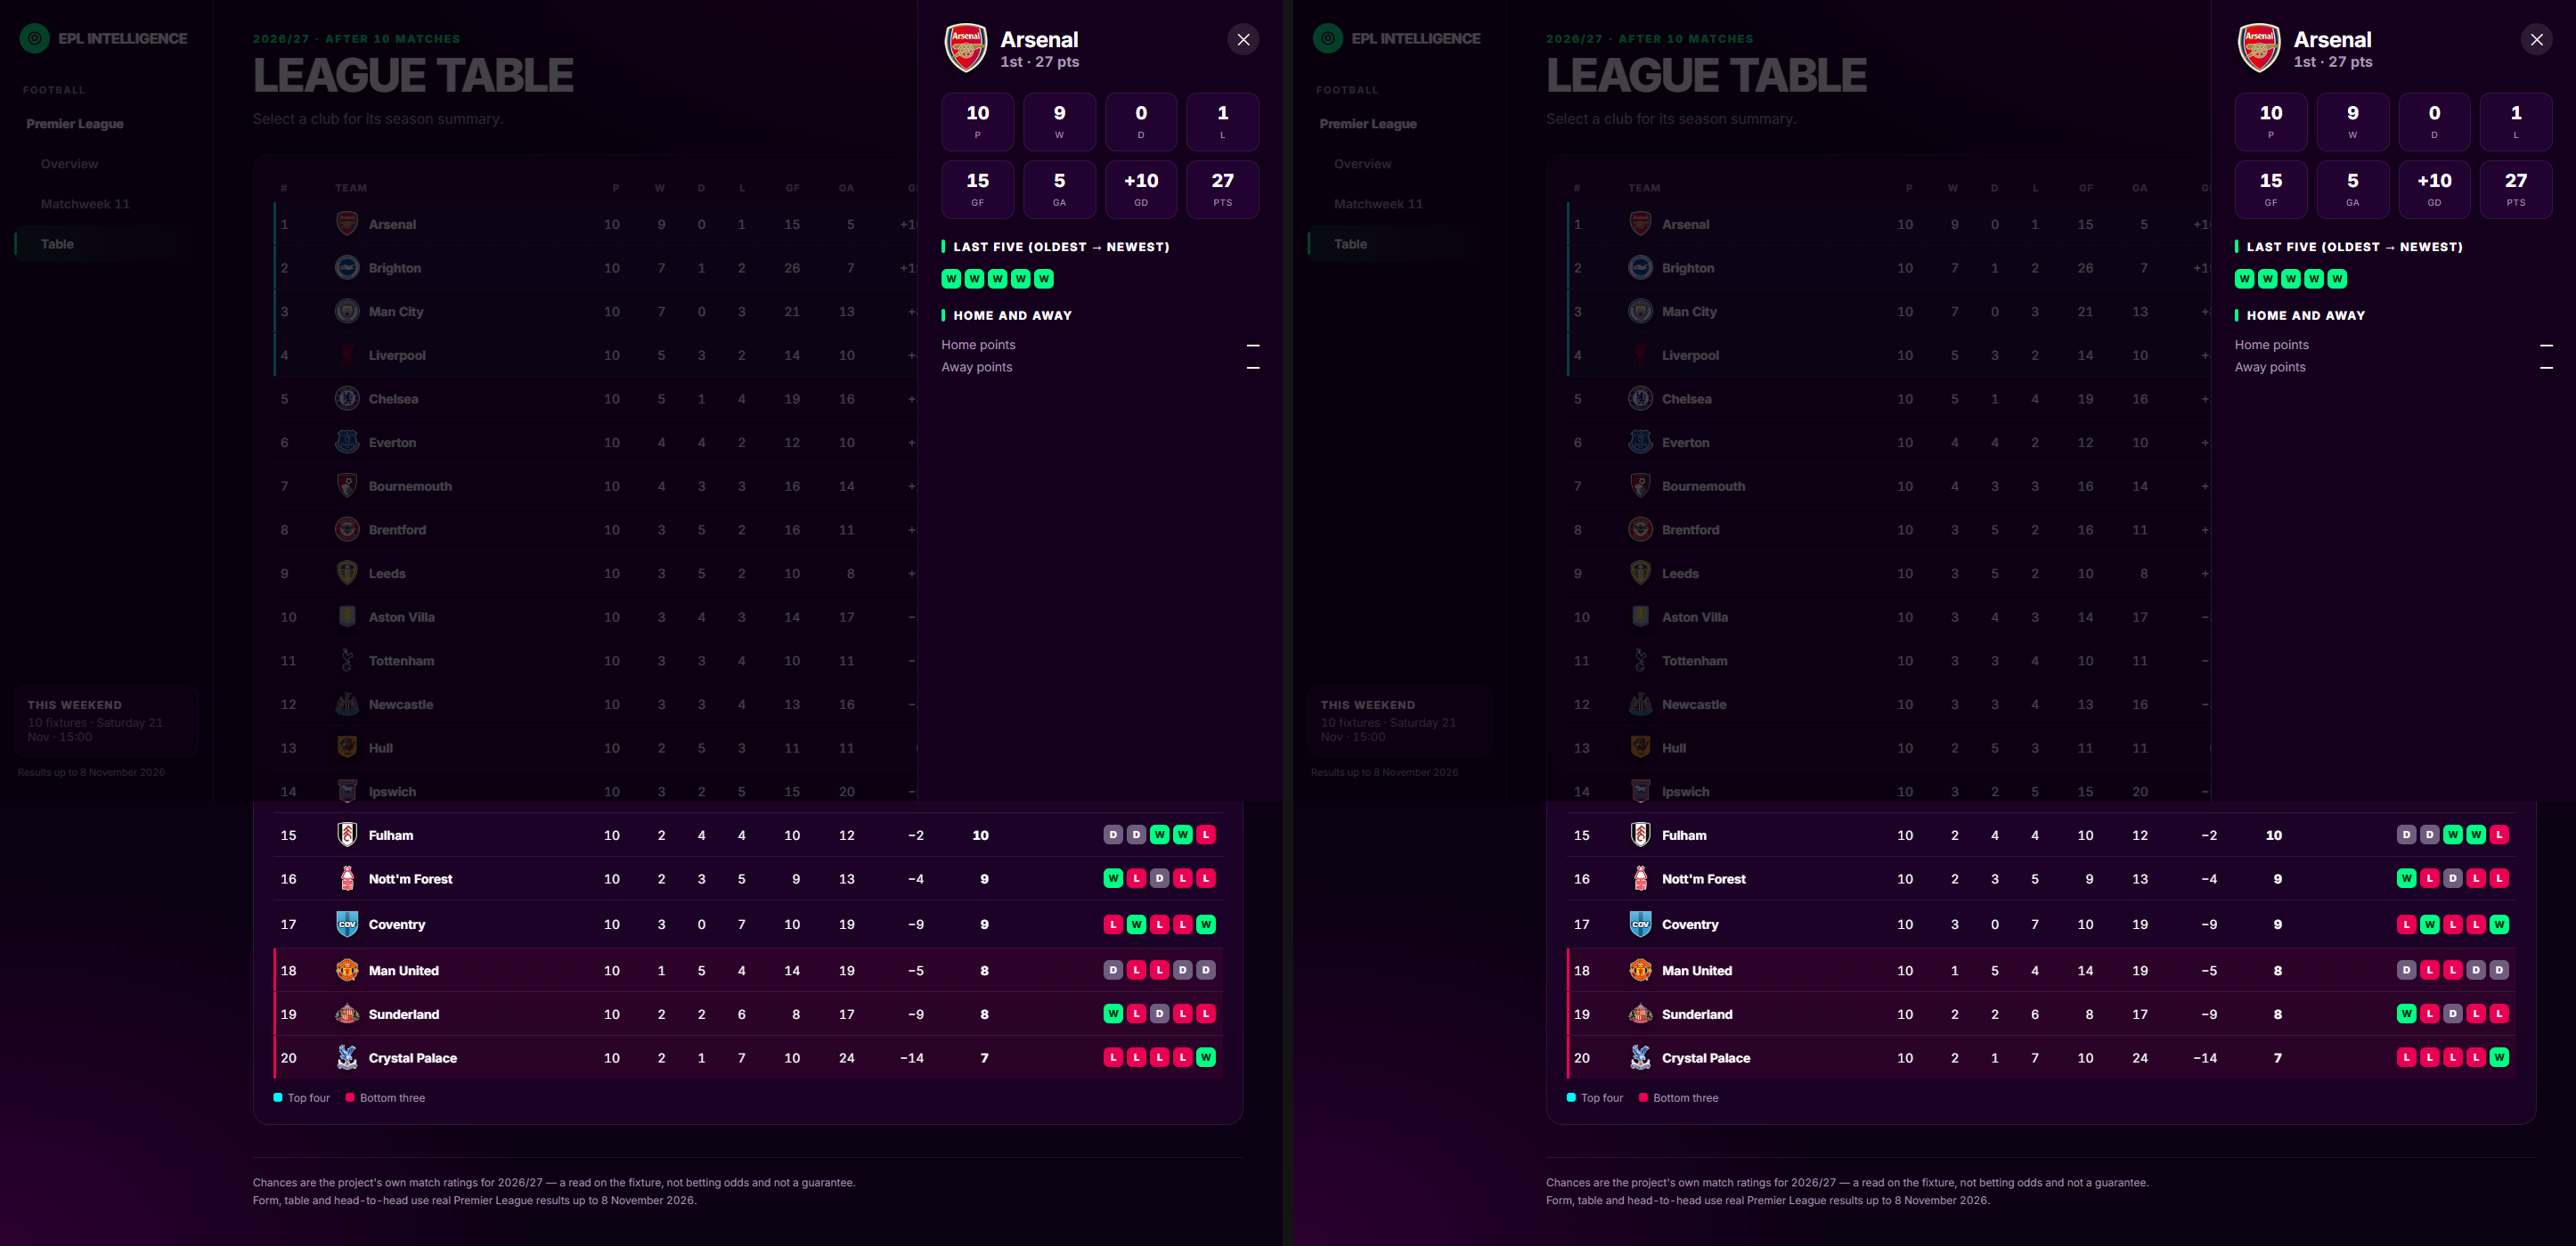 EPL INTELLIGENCE
FOOTBALL
Premier League
Overview
Matchweek 11
Table
THIS WEEKEND
10 fixtures · Saturday 21
Nov · 15:00
Results up to 8 November 2026
2026/27 · AFTER 10 MATCHES
LEAGUE TABLE
Select a club for its season summary.
# TEAM P W D L GF GA
1 Arsenal 10 9 0 1 15 5
2 Brighton 10 7 1 2 26 7
3 Man City 10 7 0 3 21 13
4 Liverpool 10 5 3 2 14 10
5 Chelsea 10 5 1 4 19 16
6 Everton 10 4 4 2 12 10
7 Bournemouth 10 4 3 3 16 14
8 Brentford 10 3 5 2 16 11
9 Leeds 10 3 5 2 10 8
10 Aston Villa 10 3 4 3 14 17
11 Tottenham 10 3 3 4 10 11
12 Newcastle 10 3 3 4 13 16
13 Hull 10 2 5 3 11 11
14 Ipswich 10 3 2 5 15 20
15 Fulham 10 2 4 4 10 12 −2 10 D D W W L
16 Nott'm Forest 10 2 3 5 9 13 −4 9 W L D L L
17 Coventry 10 3 0 7 10 19 −9 9 L W L L W
18 Man United 10 1 5 4 14 19 −5 8 D L L D D
19 Sunderland 10 2 2 6 8 17 −9 8 W L D L L
20 Crystal Palace 10 2 1 7 10 24 −14 7 L L L L W
Top four Bottom three
Chances are the project's own match ratings for 2026/27 — a read on the fixture, not betting odds and not a guarantee.
Form, table and head-to-head use real Premier League results up to 8 November 2026.
Arsenal
1st · 27 pts
10 9 0 1
P W D L
15 5 +10 27
GF GA GD PTS
LAST FIVE (OLDEST → NEWEST)
W W W W W
HOME AND AWAY
Home points —
Away points —
EPL INTELLIGENCE
FOOTBALL
Premier League
Overview
Matchweek 11
Table
THIS WEEKEND
10 fixtures · Saturday 21
Nov · 15:00
Results up to 8 November 2026
2026/27 · AFTER 10 MATCHES
LEAGUE TABLE
Select a club for its season summary.
# TEAM P W D L GF GA
1 Arsenal 10 9 0 1 15 5
2 Brighton 10 7 1 2 26 7
3 Man City 10 7 0 3 21 13
4 Liverpool 10 5 3 2 14 10
5 Chelsea 10 5 1 4 19 16
6 Everton 10 4 4 2 12 10
7 Bournemouth 10 4 3 3 16 14
8 Brentford 10 3 5 2 16 11
9 Leeds 10 3 5 2 10 8
10 Aston Villa 10 3 4 3 14 17
11 Tottenham 10 3 3 4 10 11
12 Newcastle 10 3 3 4 13 16
13 Hull 10 2 5 3 11 11
14 Ipswich 10 3 2 5 15 20
15 Fulham 10 2 4 4 10 12 −2 10 D D W W L
16 Nott'm Forest 10 2 3 5 9 13 −4 9 W L D L L
17 Coventry 10 3 0 7 10 19 −9 9 L W L L W
18 Man United 10 1 5 4 14 19 −5 8 D L L D D
19 Sunderland 10 2 2 6 8 17 −9 8 W L D L L
20 Crystal Palace 10 2 1 7 10 24 −14 7 L L L L W
Top four Bottom three
Chances are the project's own match ratings for 2026/27 — a read on the fixture, not betting odds and not a guarantee.
Form, table and head-to-head use real Premier League results up to 8 November 2026.
Arsenal
1st · 27 pts
10 9 0 1
P W D L
15 5 +10 27
GF GA GD PTS
LAST FIVE (OLDEST → NEWEST)
W W W W W
HOME AND AWAY
Home points —
Away points —